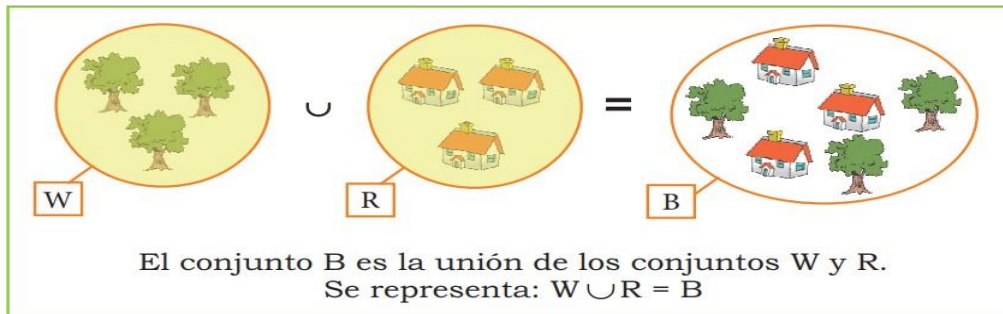 ∪
=
W
R
B
El conjunto B es la unión de los conjuntos W y R.
Se representa: W∪R = B